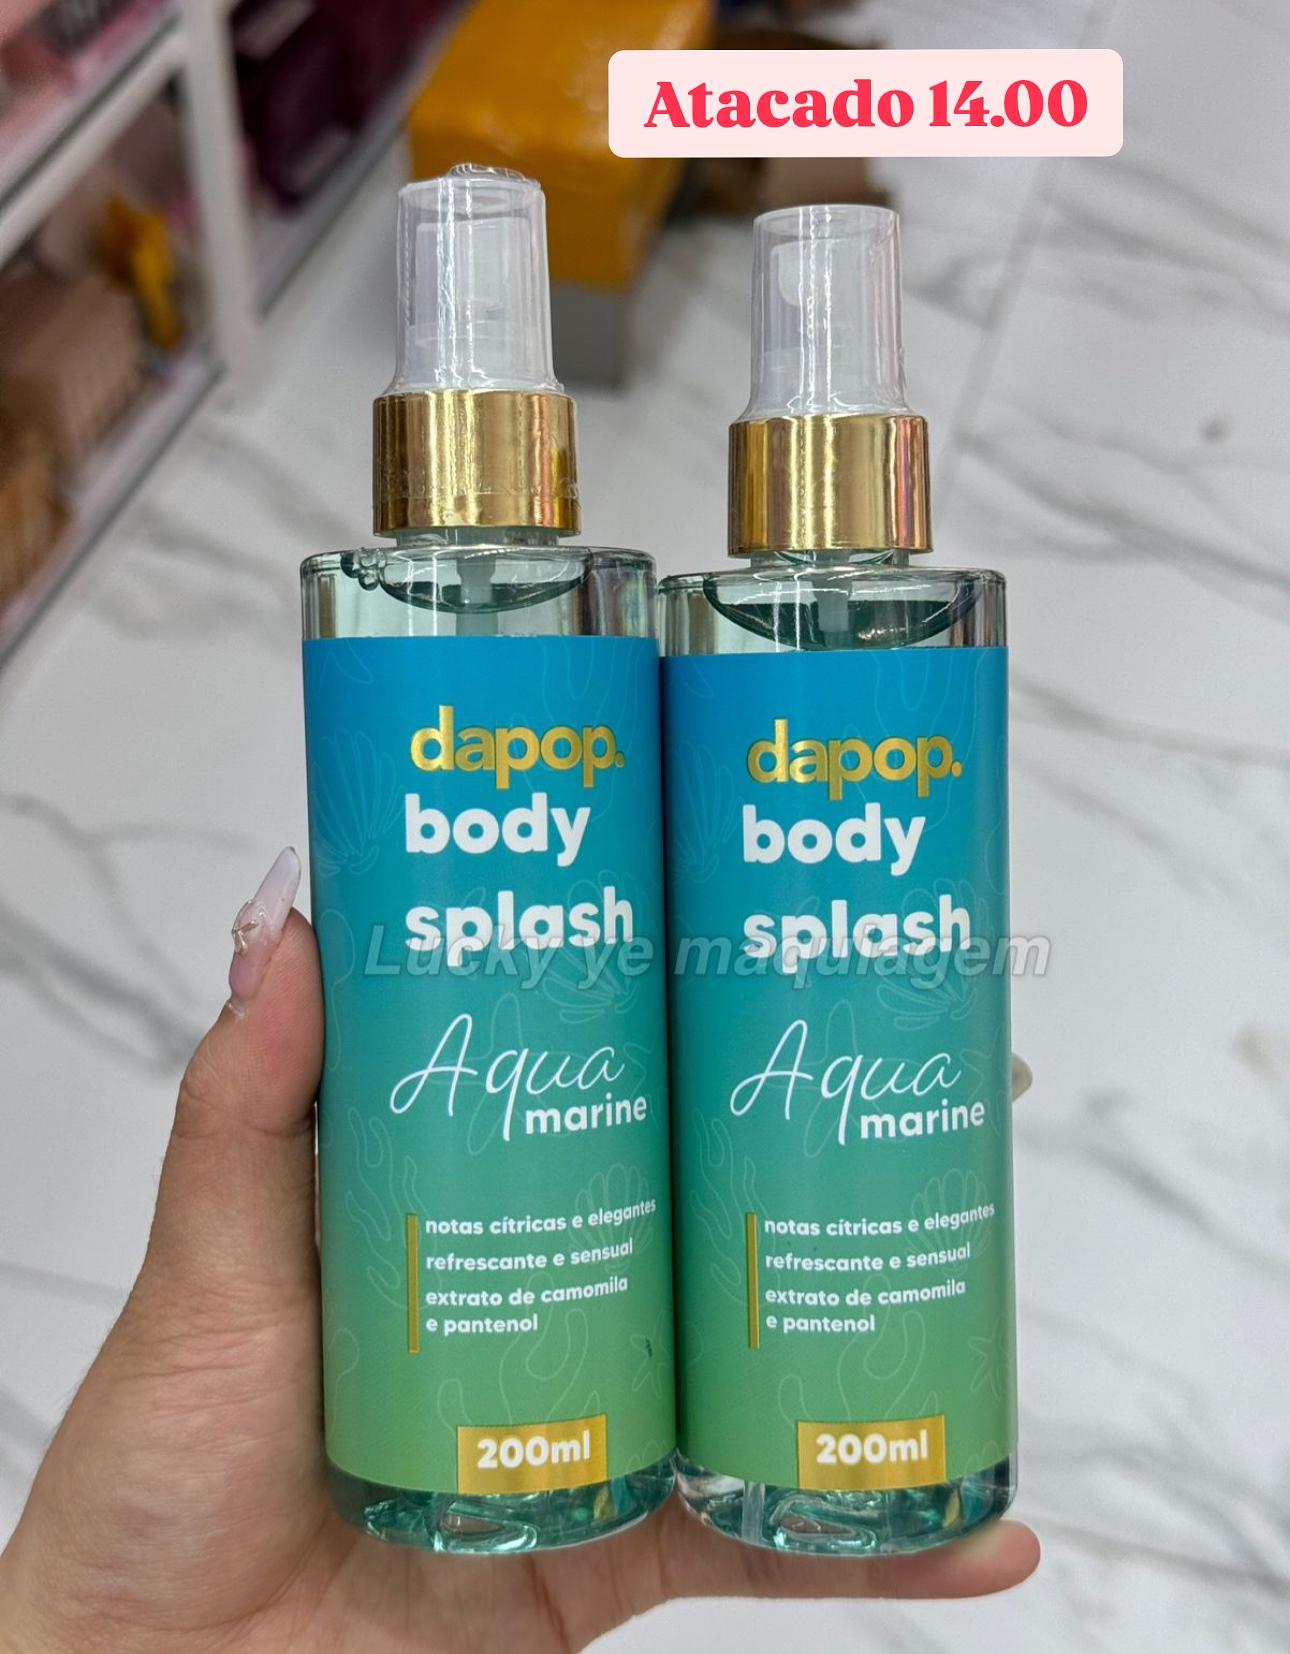 Atacado 14.00
dapop.
body
splash
Aqua
marine
notas cítricas e elegantes
refrescante e sensual
extrato de camomila
e pantenol
200ml
dapop.
body
splash
Aqua
marine
notas cítricas e elegantes
refrescante e sensual
extrato de camomila
e pantenol
200ml
Lucky ye maquiagem